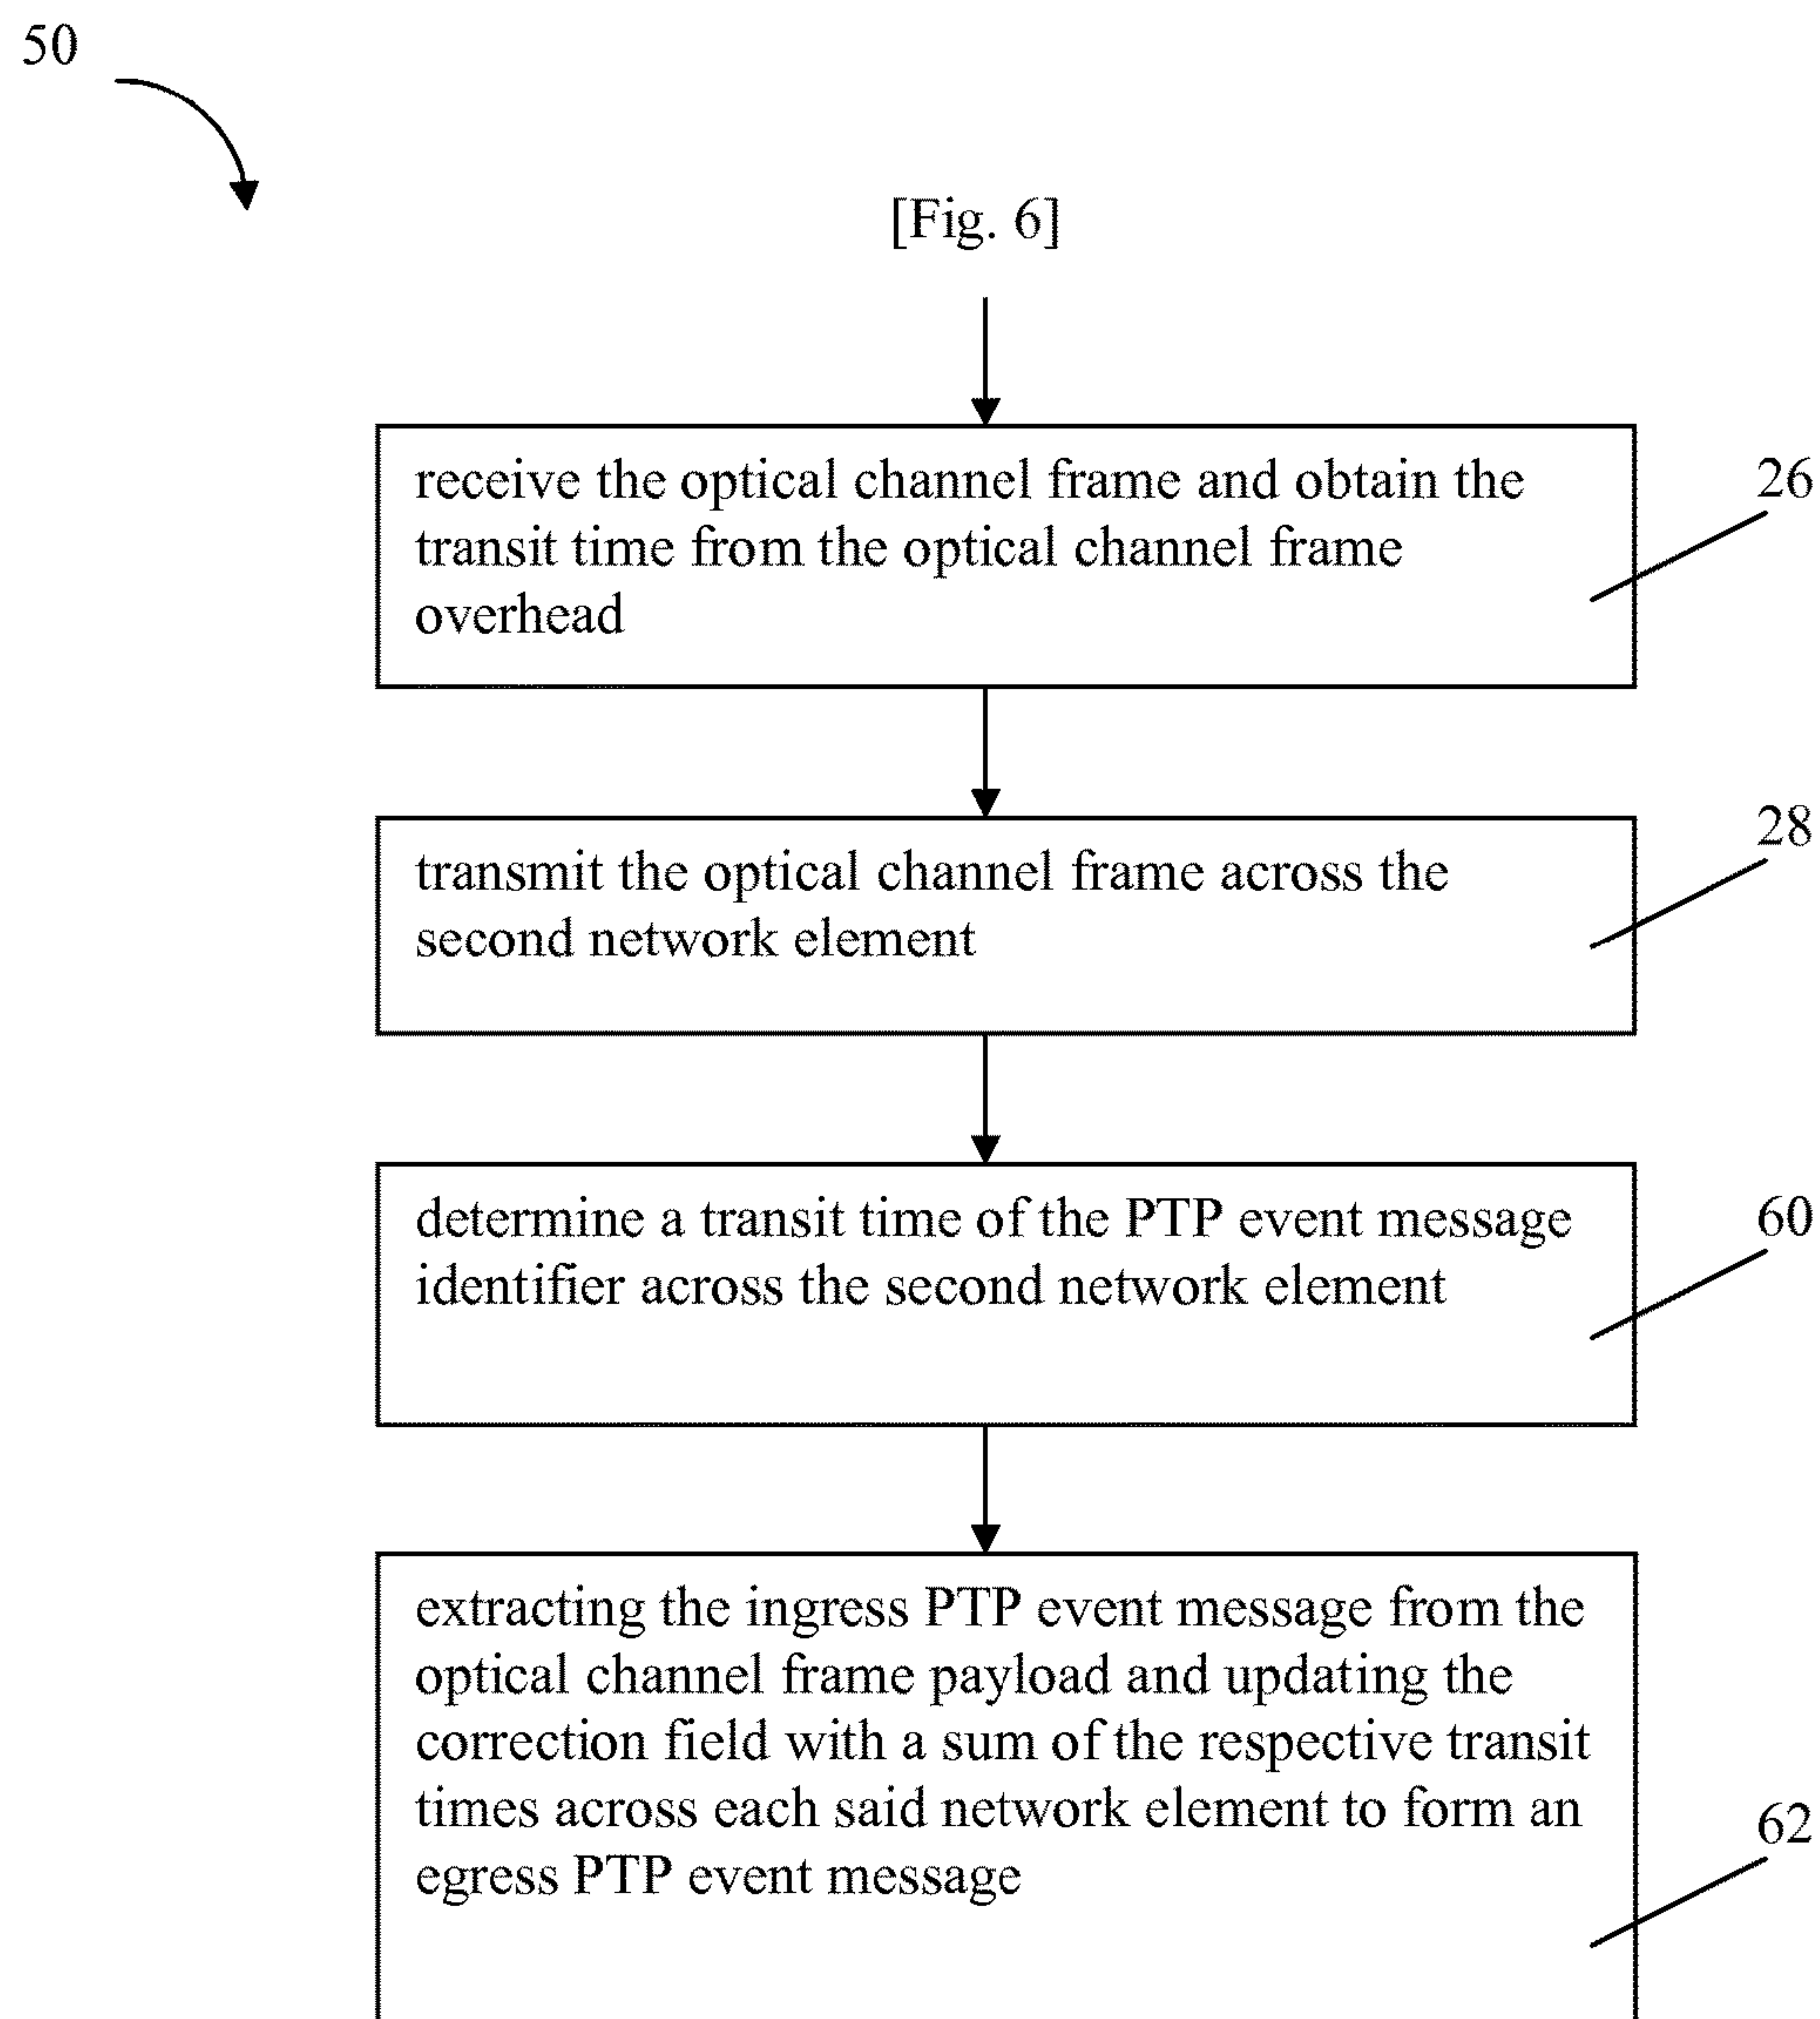 50
[Fig. 6]
receive the optical channel frame and obtain the
transit time from the optical channel frame
overhead
26
transmit the optical channel frame across the
second network element
28
determine a transit time of the PTP event message
identifier across the second network element
60
extracting the ingress PTP event message from the
optical channel frame payload and updating the
correction field with a sum of the respective transit
times across each said network element to form an
egress PTP event message
62